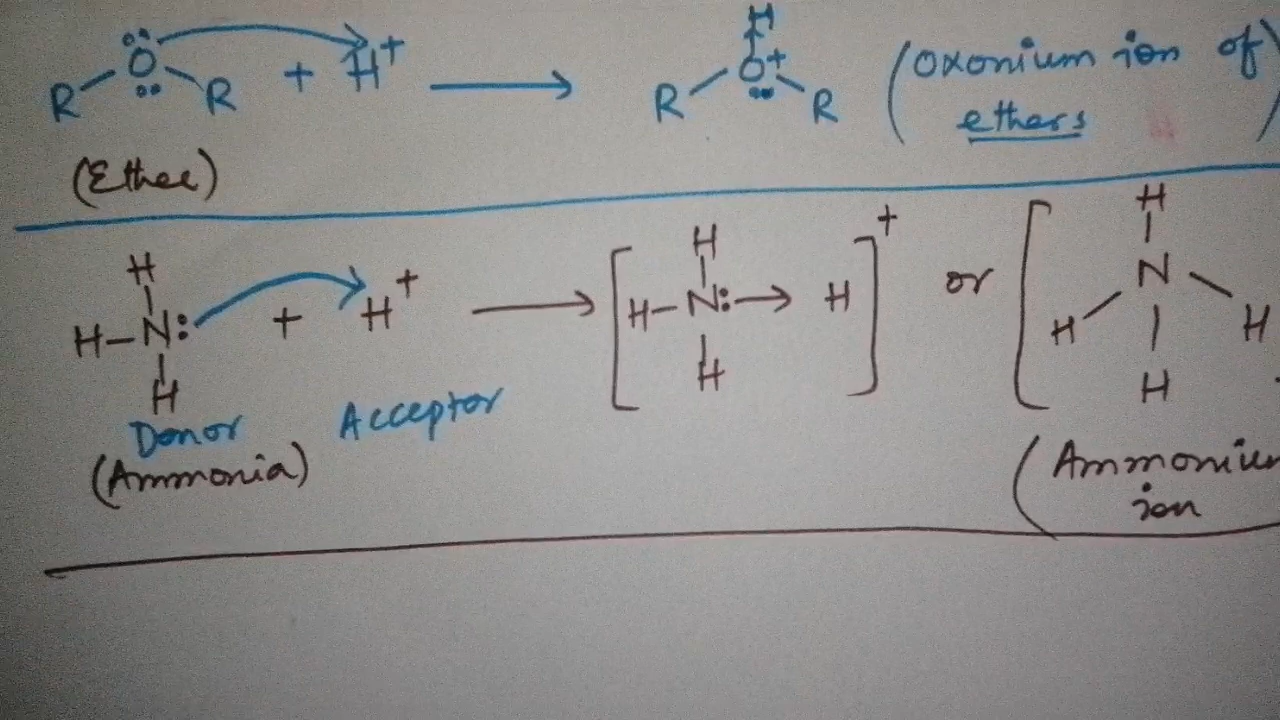 R O R + H+ → R O+ H R (Oxonium ion of
ethers)
(Ether)
H
H–N: + H+ → [H–N:→ H]+ or [H N H
H
H H H
Donor Acceptor
(Ammonia) (Ammonium
ion